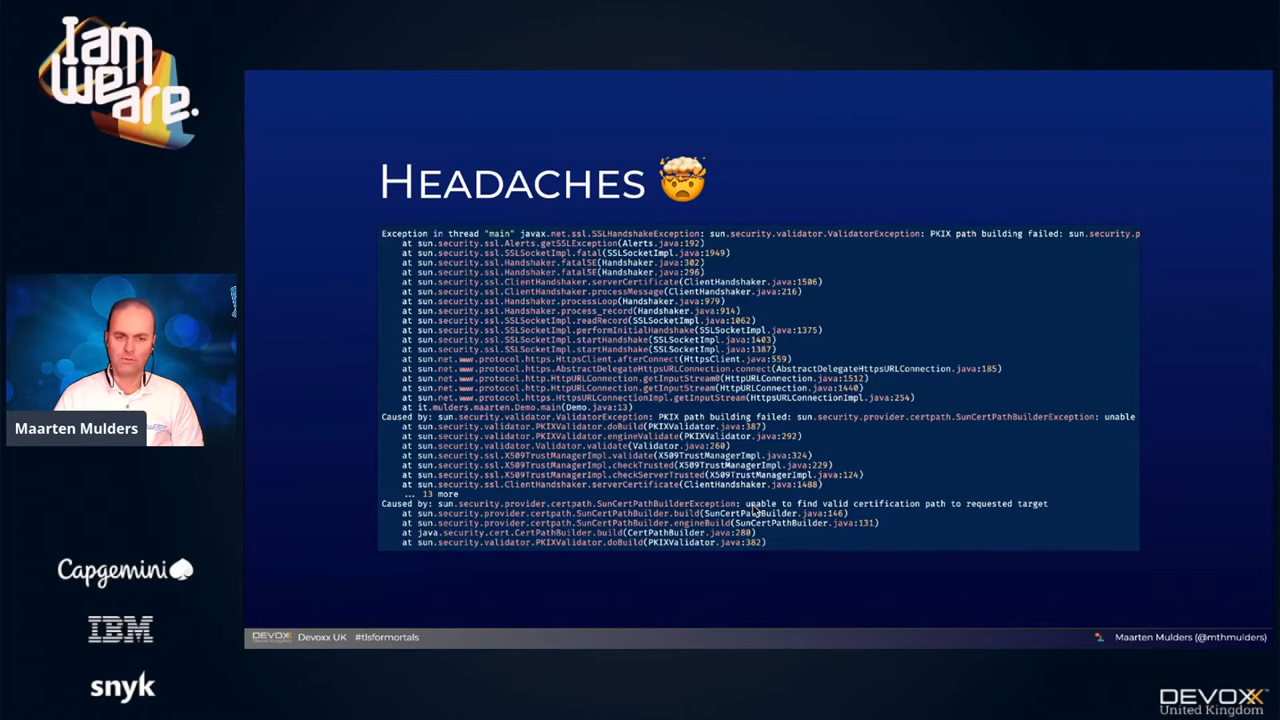 I am
we
are.
HEADACHES 🤯
Exception in thread "main" javax.net.ssl.SSLHandshakeException: sun.security.validator.ValidatorException: PKIX path building failed: sun.security.p
at sun.security.ssl.Alerts.getSSLException(Alerts.java:192)
at sun.security.ssl.SSLSocketImpl.fatal(SSLSocketImpl.java:1949)
at sun.security.ssl.Handshaker.fatalSE(Handshaker.java:302)
at sun.security.ssl.Handshaker.fatalSE(Handshaker.java:296)
at sun.security.ssl.ClientHandshaker.serverCertificate(ClientHandshaker.java:1506)
at sun.security.ssl.ClientHandshaker.processMessage(ClientHandshaker.java:216)
at sun.security.ssl.Handshaker.processLoop(Handshaker.java:979)
at sun.security.ssl.Handshaker.process_record(Handshaker.java:914)
at sun.security.ssl.SSLSocketImpl.readRecord(SSLSocketImpl.java:1062)
at sun.security.ssl.SSLSocketImpl.performInitialHandshake(SSLSocketImpl.java:1375)
at sun.security.ssl.SSLSocketImpl.startHandshake(SSLSocketImpl.java:1403)
at sun.security.ssl.SSLSocketImpl.startHandshake(SSLSocketImpl.java:1387)
at sun.net.www.protocol.https.HttpsClient.afterConnect(HttpsClient.java:559)
at sun.net.www.protocol.https.AbstractDelegateHttpsURLConnection.connect(AbstractDelegateHttpsURLConnection.java:185)
at sun.net.www.protocol.http.HttpURLConnection.getInputStream0(HttpURLConnection.java:1512)
at sun.net.www.protocol.http.HttpURLConnection.getInputStream(HttpURLConnection.java:1440)
at sun.net.www.protocol.https.HttpsURLConnectionImpl.getInputStream(HttpsURLConnectionImpl.java:254)
at it.mulders.maarten.Demo.main(Demo.java:13)
Caused by: sun.security.validator.ValidatorException: PKIX path building failed: sun.security.provider.certpath.SunCertPathBuilderException: unable
at sun.security.validator.PKIXValidator.doBuild(PKIXValidator.java:387)
at sun.security.validator.PKIXValidator.engineValidate(PKIXValidator.java:292)
at sun.security.validator.Validator.validate(Validator.java:260)
at sun.security.ssl.X509TrustManagerImpl.validate(X509TrustManagerImpl.java:324)
at sun.security.ssl.X509TrustManagerImpl.checkTrusted(X509TrustManagerImpl.java:229)
at sun.security.ssl.X509TrustManagerImpl.checkServerTrusted(X509TrustManagerImpl.java:124)
at sun.security.ssl.ClientHandshaker.serverCertificate(ClientHandshaker.java:1488)
... 13 more
Caused by: sun.security.provider.certpath.SunCertPathBuilderException: unable to find valid certification path to requested target
at sun.security.provider.certpath.SunCertPathBuilder.build(SunCertPathBuilder.java:146)
at sun.security.provider.certpath.SunCertPathBuilder.engineBuild(SunCertPathBuilder.java:131)
at java.security.cert.CertPathBuilder.build(CertPathBuilder.java:280)
at sun.security.validator.PKIXValidator.doBuild(PKIXValidator.java:382)
Maarten Mulders
Capgemini
IBM
snyk
DEVOXX Devoxx UK #tlsformortals
Maarten Mulders (@mthmulders)
DEVOXX
United Kingdom